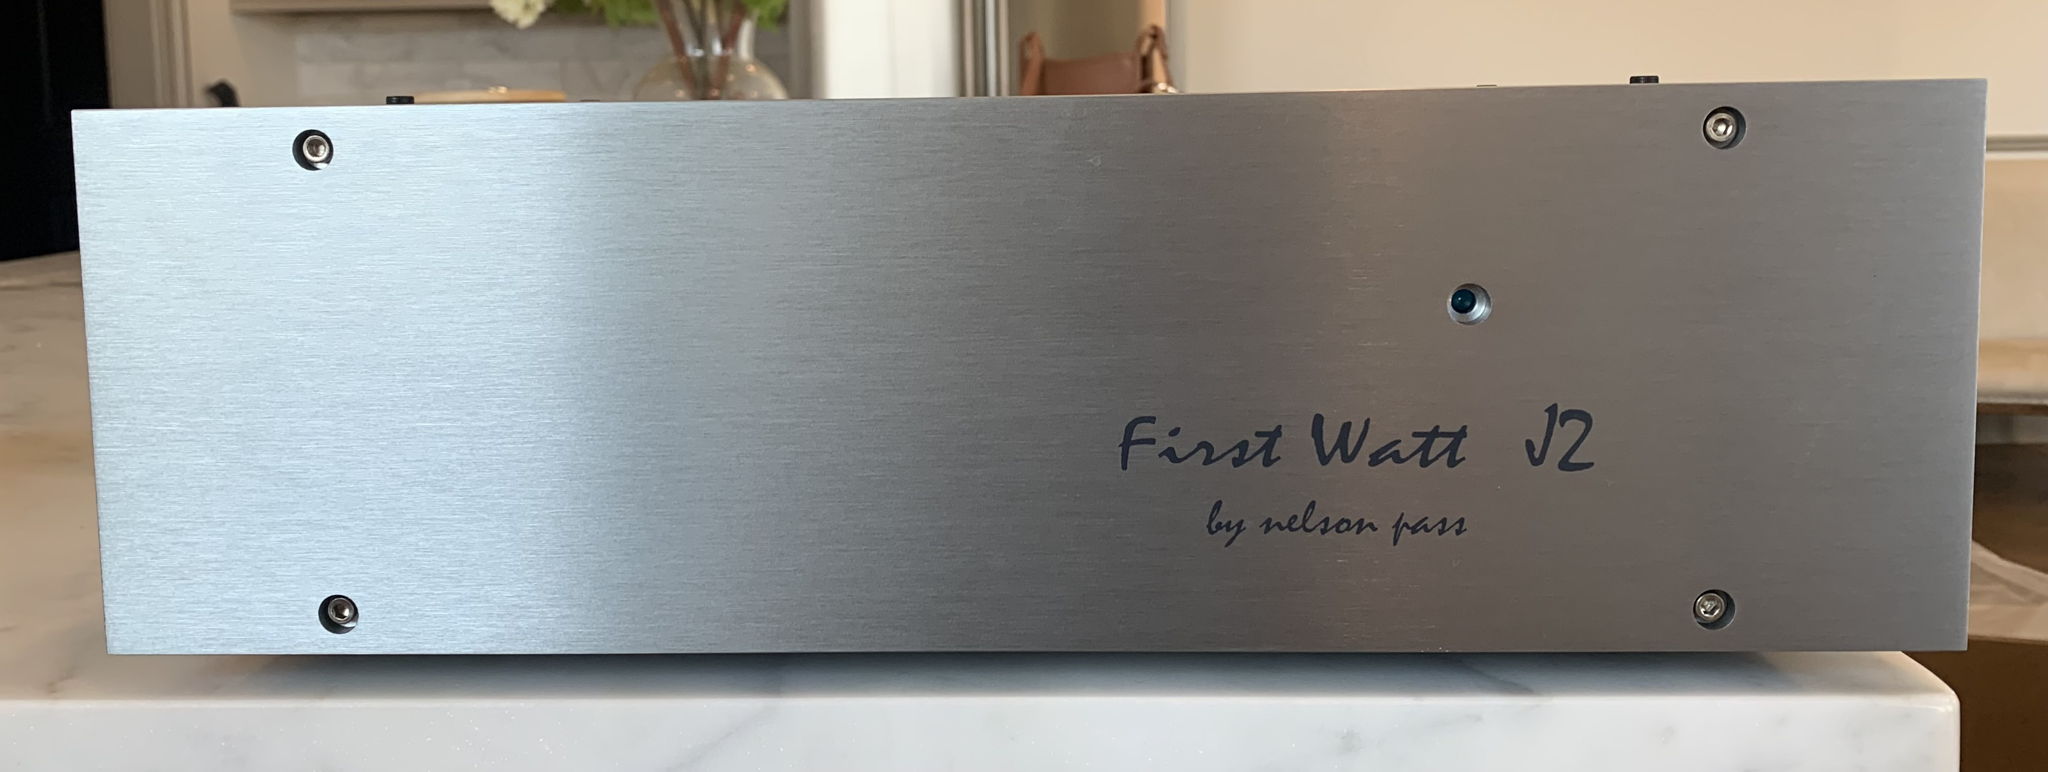 First Watt J2
by nelson pass